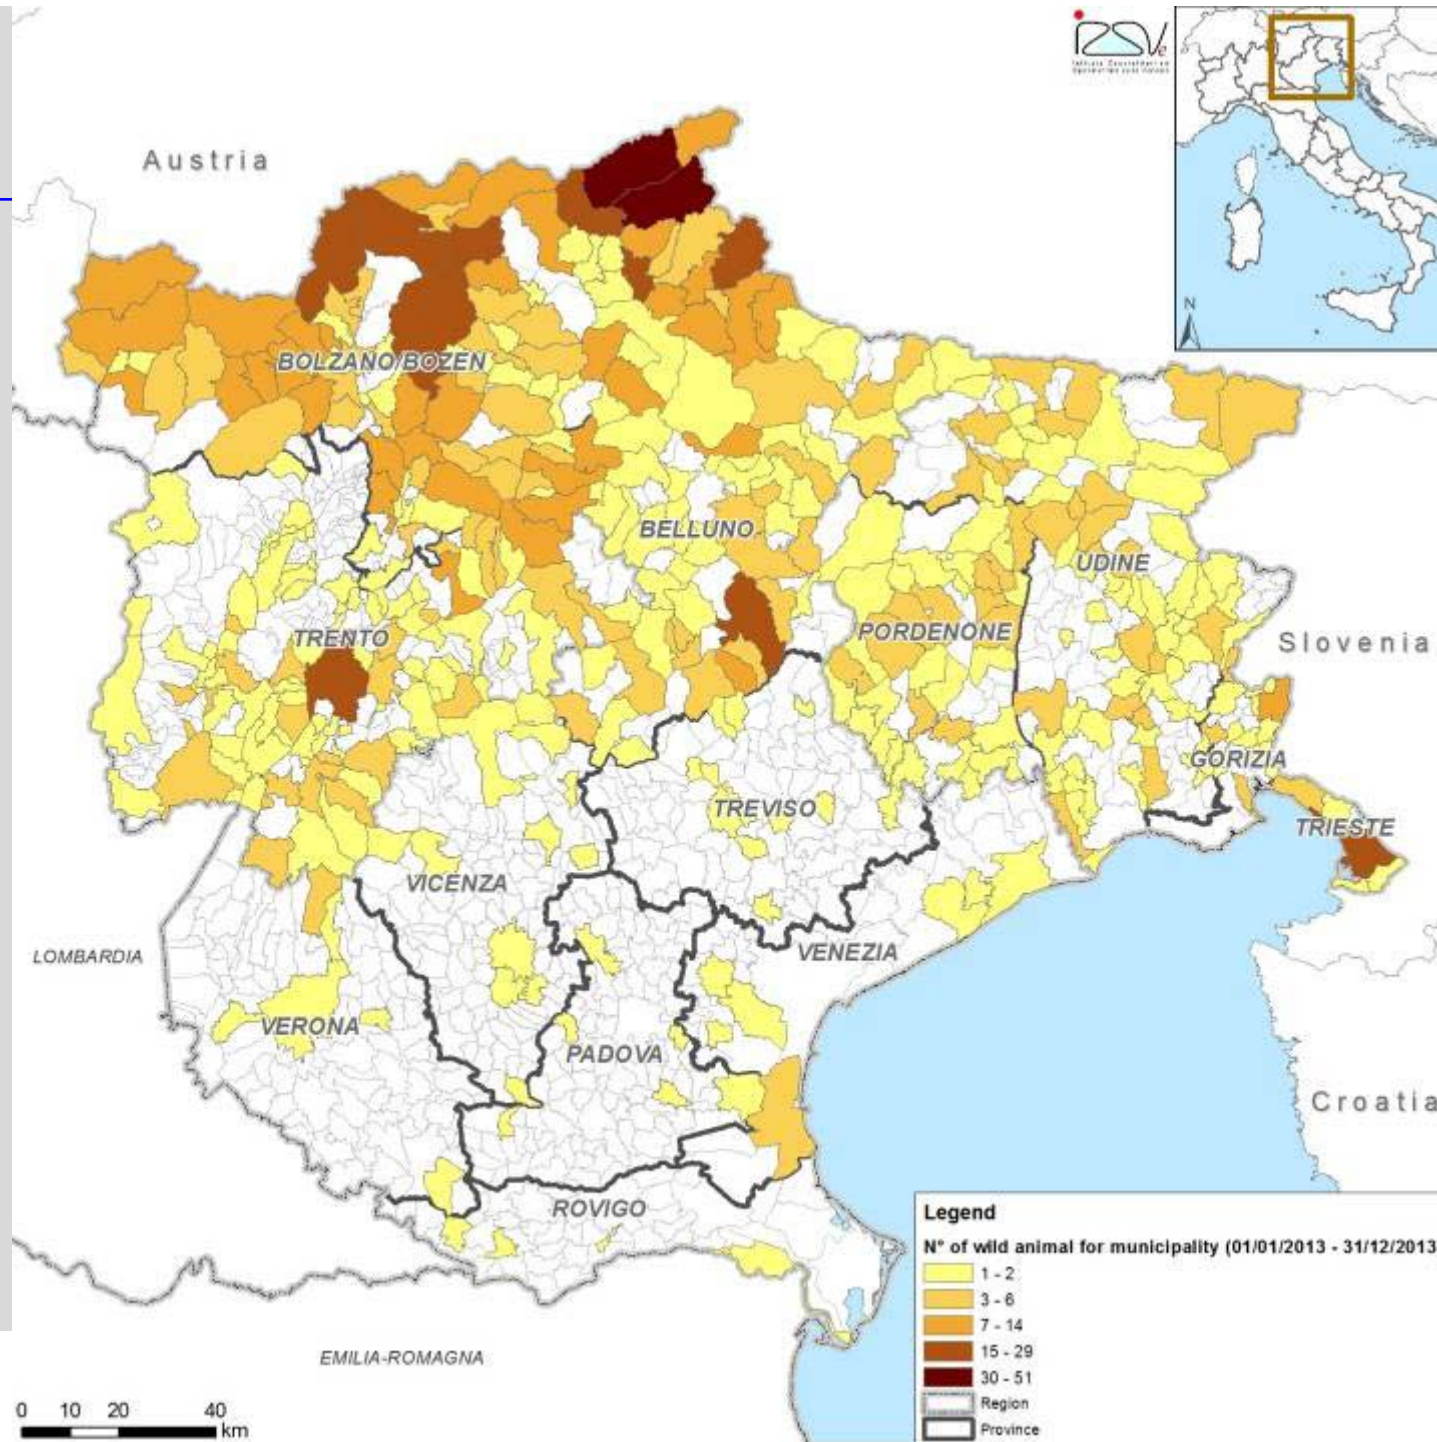 IZSVe
Austria
N
BOLZANO/BOZEN
BELLUNO
UDINE
TRENTO
PORDENONE
Slovenia
GORIZIA
TREVISO
TRIESTE
VICENZA
VENEZIA
LOMBARDIA
VERONA
PADOVA
Croatia
ROVIGO
Legend
N° of wild animal for municipality (01/01/2013 - 31/12/2013
1 - 2
3 - 6
7 - 14
15 - 29
30 - 51
Region
Province
EMILIA-ROMAGNA
0 10 20 40
km